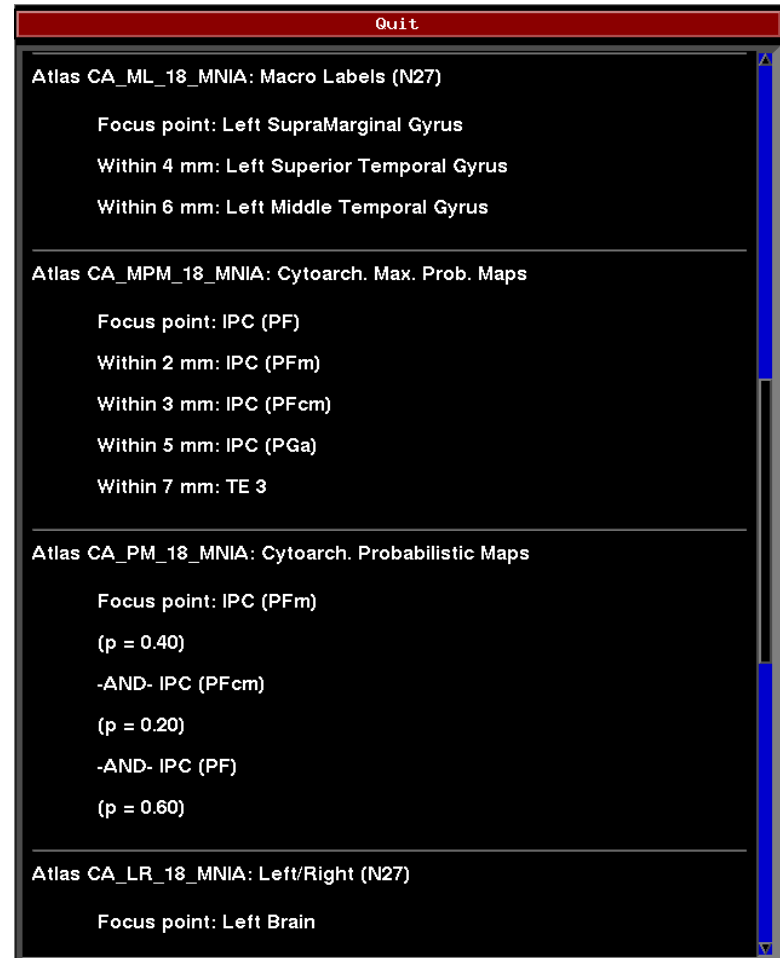 Quit
Atlas CA_ML_18_MNIA: Macro Labels (N27)
Focus point: Left SupraMarginal Gyrus
Within 4 mm: Left Superior Temporal Gyrus
Within 6 mm: Left Middle Temporal Gyrus
Atlas CA_MPM_18_MNIA: Cytoarch. Max. Prob. Maps
Focus point: IPC (PF)
Within 2 mm: IPC (PFm)
Within 3 mm: IPC (PFcm)
Within 5 mm: IPC (PGa)
Within 7 mm: TE 3
Atlas CA_PM_18_MNIA: Cytoarch. Probabilistic Maps
Focus point: IPC (PFm)
(p = 0.40)
-AND- IPC (PFcm)
(p = 0.20)
-AND- IPC (PF)
(p = 0.60)
Atlas CA_LR_18_MNIA: Left/Right (N27)
Focus point: Left Brain